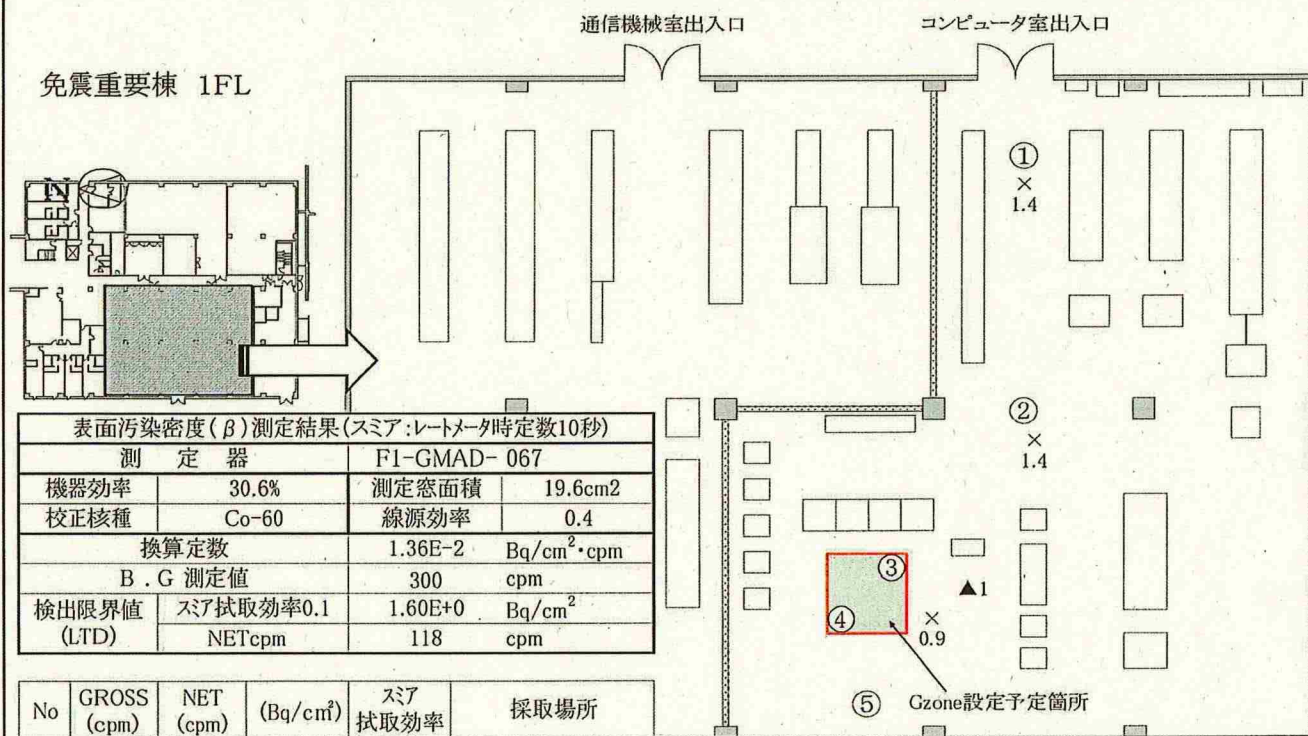 通信機械室出入口
コンピュータ室出入口
免震重要棟 1FL
①
×
1.4
②
×
1.4
表面汚染密度(β)測定結果(スミア:レートメータ時定数10秒)
測 定 器 F1-GMAD- 067
機器効率 30.6% 測定窓面積 19.6cm2
校正核種 Co-60 線源効率 0.4
換算定数 1.36E-2 Bq/cm²・cpm
B.G 測定値 300 cpm
検出限界値 (LTD) スミア拭取効率0.1 1.60E+0 Bq/cm²
NETcpm 118 cpm
③
▲1
④
×
0.9
⑤
Gzone設定予定箇所
No GROSS (cpm) NET (cpm) (Bq/cm²) スミア 拭取効率 採取場所